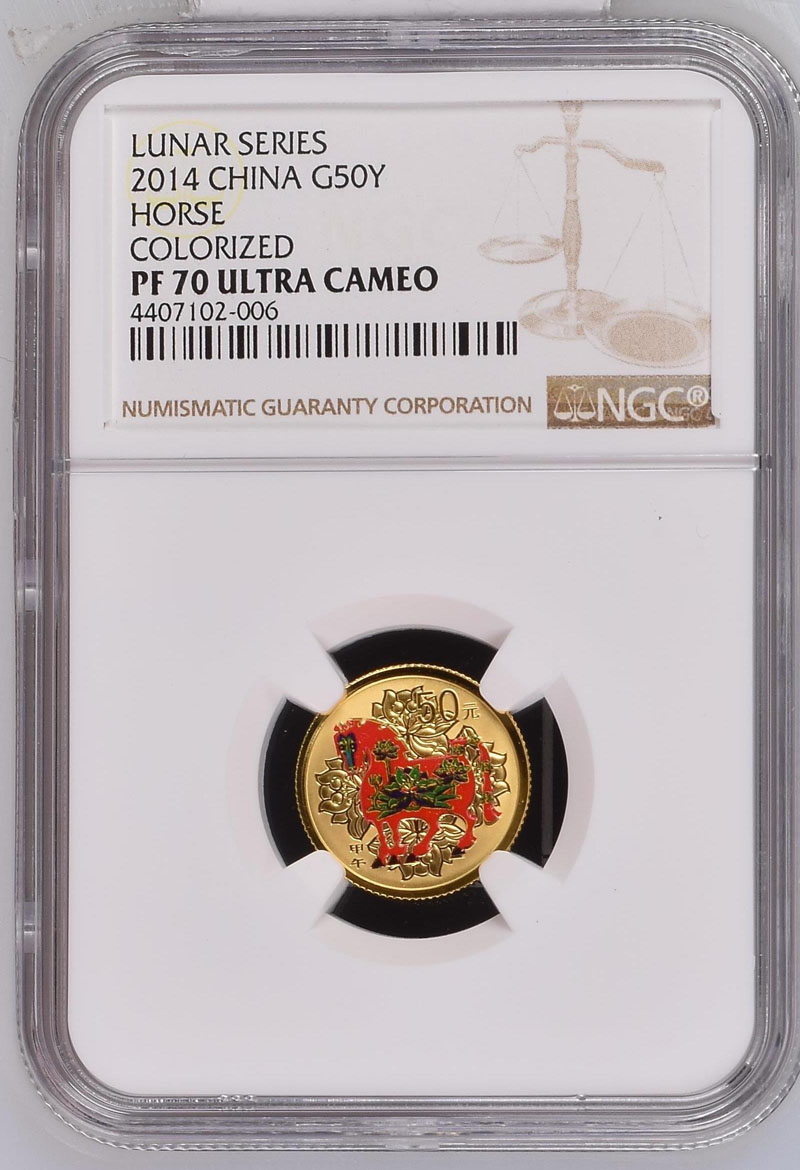 LUNAR SERIES
2014 CHINA G50Y
HORSE
COLORIZED
PF 70 ULTRA CAMEO
4407102-006
NUMISMATIC GUARANTY CORPORATION
NGC®
NGC
50元
甲
午